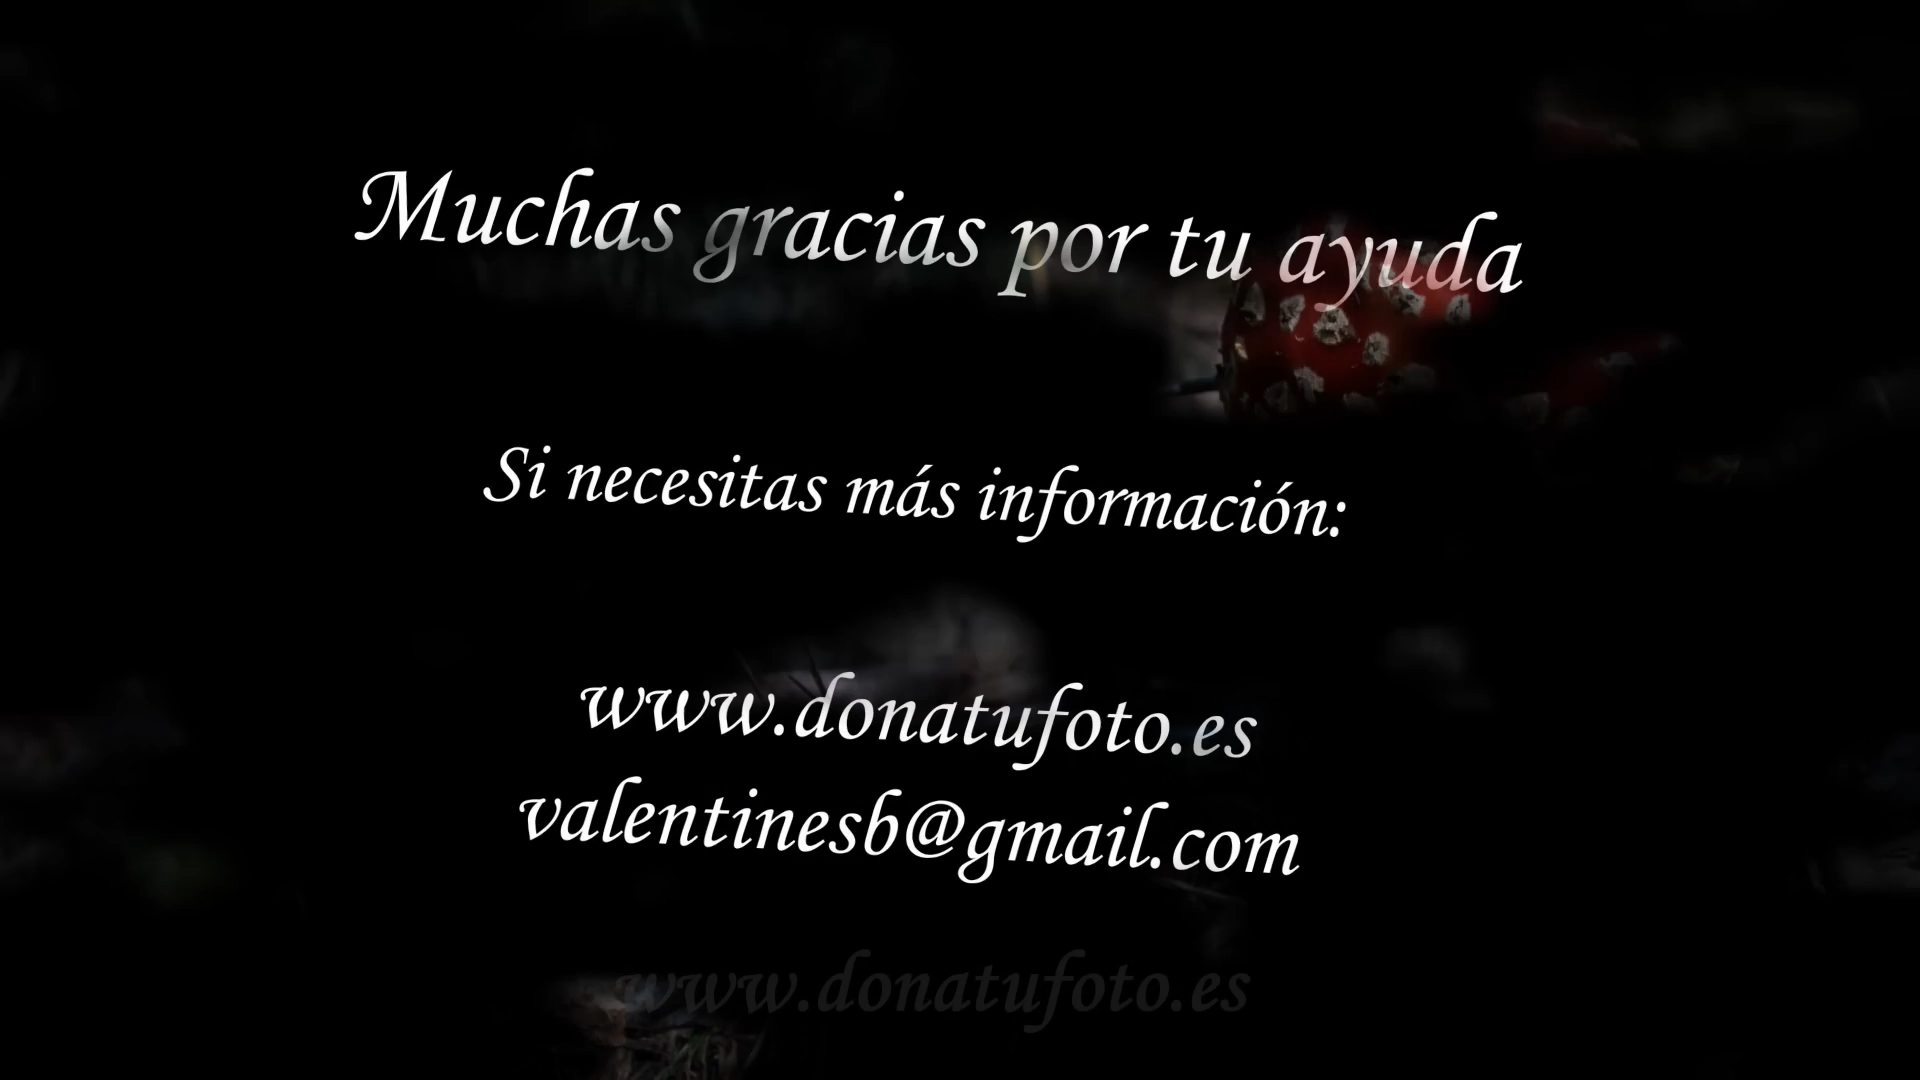 Muchas gracias por tu ayuda
Si necesitas más información:
www.donatufoto.es
valentinesb@gmail.com
www.donatufoto.es